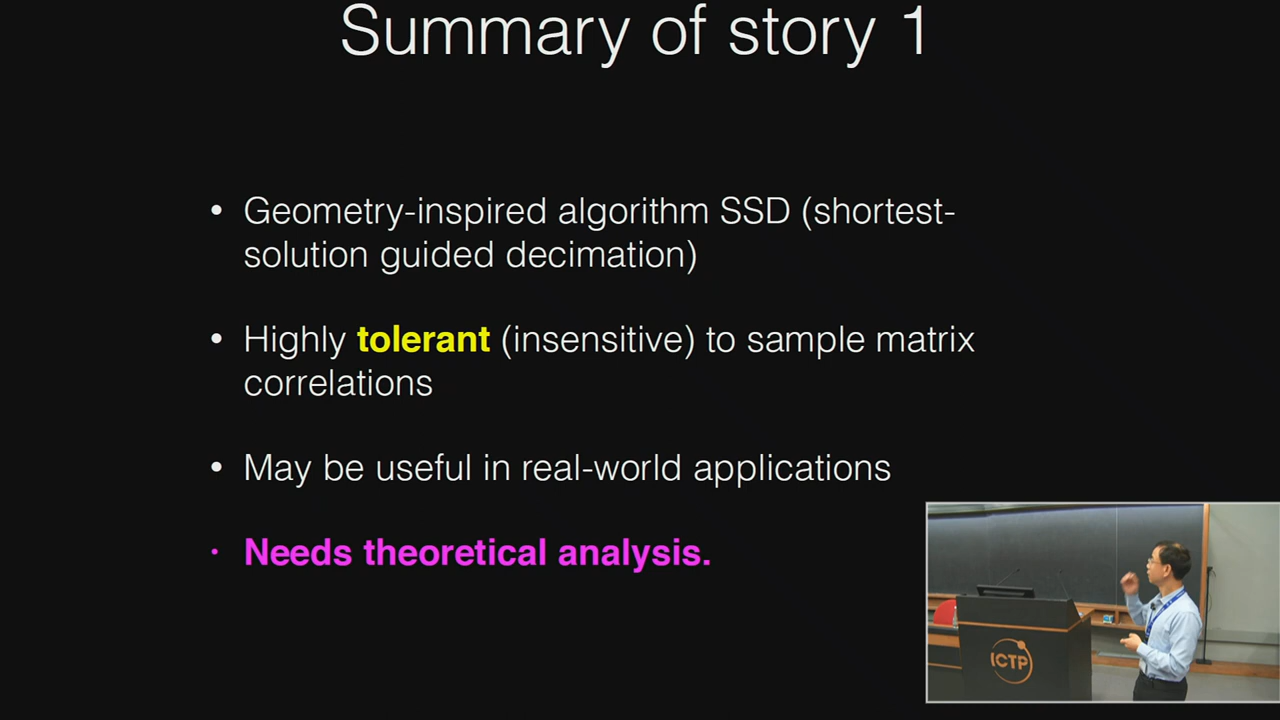 Summary of story 1
• Geometry-inspired algorithm SSD (shortest-
solution guided decimation)
• Highly tolerant (insensitive) to sample matrix
correlations
• May be useful in real-world applications
• Needs theoretical analysis.
ICTP